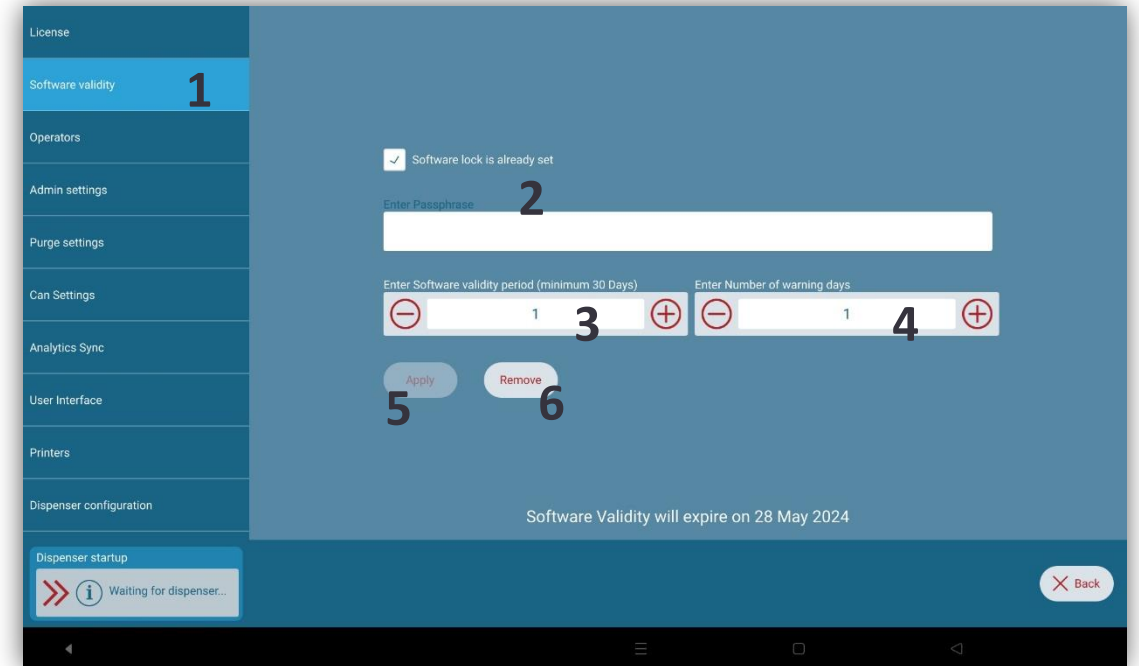 License
Software validity
1
Operators
Admin settings
Purge settings
Can Settings
Analytics Sync
User Interface
Printers
Dispenser configuration
Dispenser startup
Waiting for dispenser...
Software lock is already set
2
Enter Passphrase
Enter Software validity period (minimum 30 Days)
1
3
Enter Number of warning days
1
4
Apply
5
Remove
6
Software Validity will expire on 28 May 2024
Back